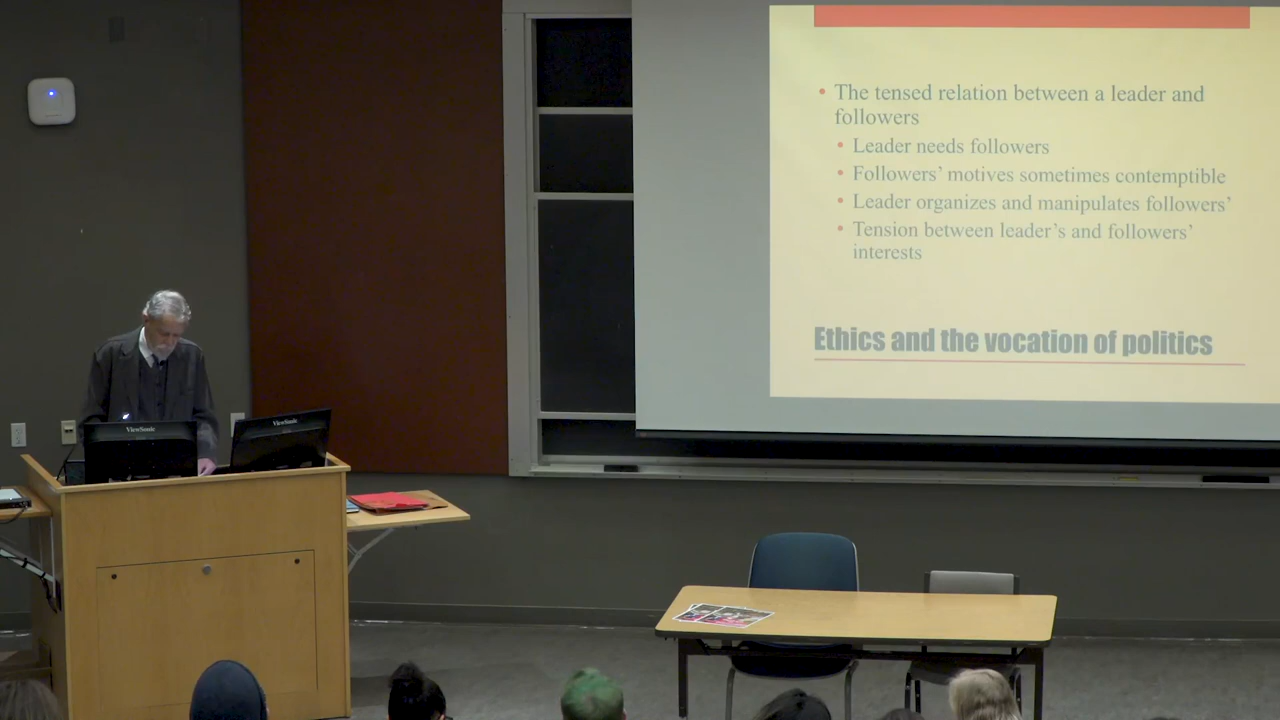 The tensed relation between a leader and
followers
Leader needs followers
Followers’ motives sometimes contemptible
Leader organizes and manipulates followers’
Tension between leader’s and followers’
interests
Ethics and the vocation of politics
ViewSonic
ViewSonic